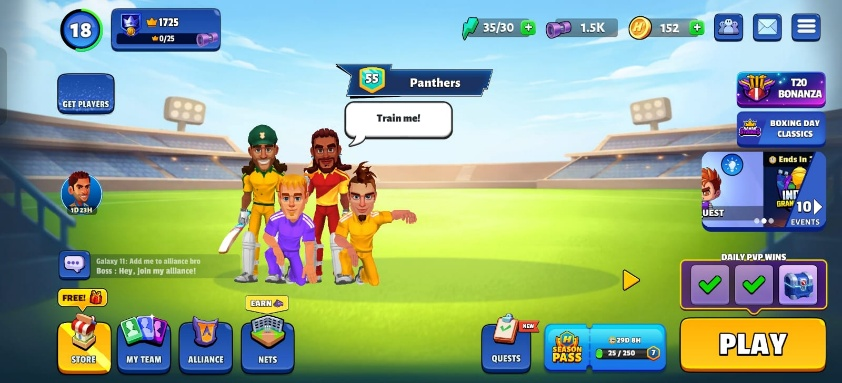 18
1725
0/25
35/30
1.5K
152
GET PLAYERS
55
Panthers
Train me!
T20
BONANZA
BOXING DAY
CLASSICS
Ends In
UEST
10
EVENTS
1D 23H
Galaxy 11: Add me to alliance bro
Boss : Hey, join my alliance!
DAILY PVP WINS
FREE!
EARN
STORE
MY TEAM
ALLIANCE
NETS
NEW
QUESTS
H
SEASON
PASS
29D 8H
25 / 250
7
PLAY